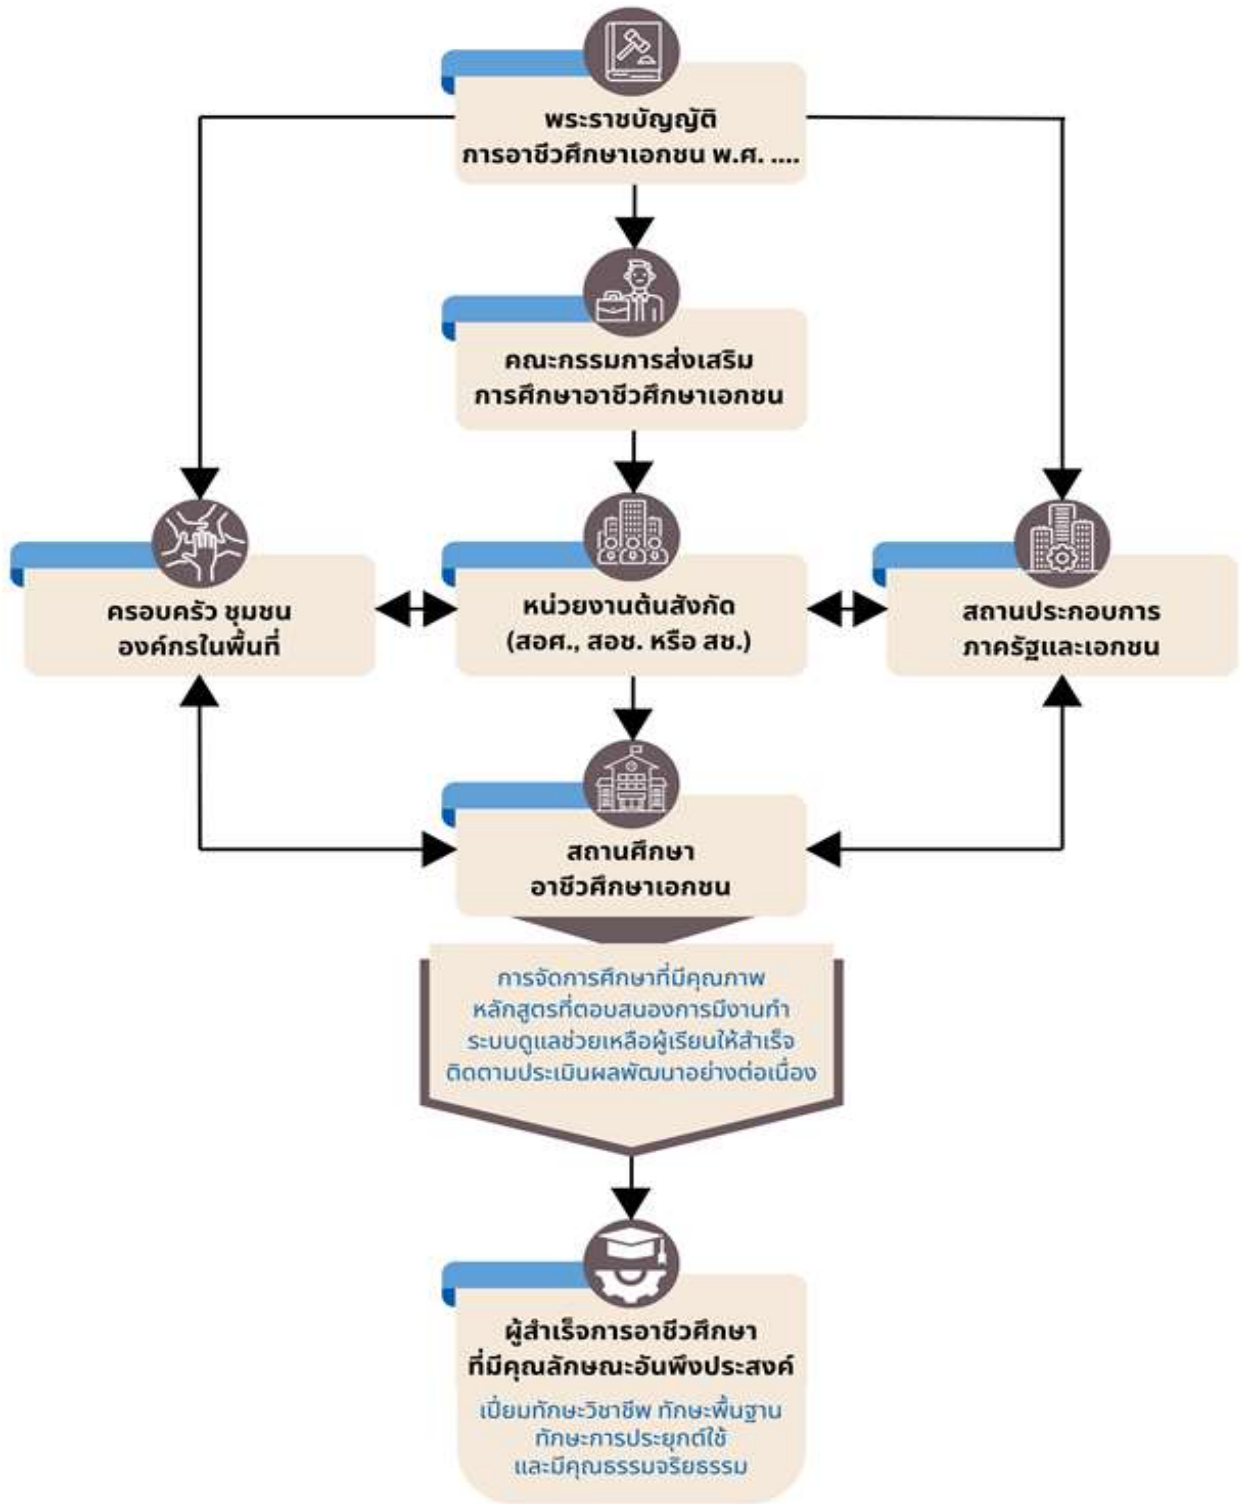 พระราชบัญญัติ
การอาชีวศึกษาเอกชน พ.ศ. ....
คณะกรรมการส่งเสริม
การศึกษาอาชีวศึกษาเอกชน
ครอบครัว ชุมชน
องค์กรในพื้นที่
หน่วยงานต้นสังกัด
(สอศ., สอช. หรือ สช.)
สถานประกอบการ
ภาครัฐและเอกชน
สถานศึกษา
อาชีวศึกษาเอกชน
การจัดการศึกษาที่มีคุณภาพ
หลักสูตรที่ตอบสนองการมีงานทำ
ระบบดูแลช่วยเหลือผู้เรียนให้สำเร็จ
ติดตามประเมินผลพัฒนาอย่างต่อเนื่อง
ผู้สำเร็จการอาชีวศึกษา
ที่มีคุณลักษณะอันพึงประสงค์
เปี่ยมทักษะวิชาชีพ ทักษะพื้นฐาน
ทักษะการประยุกต์ใช้
และมีคุณธรรมจริยธรรม